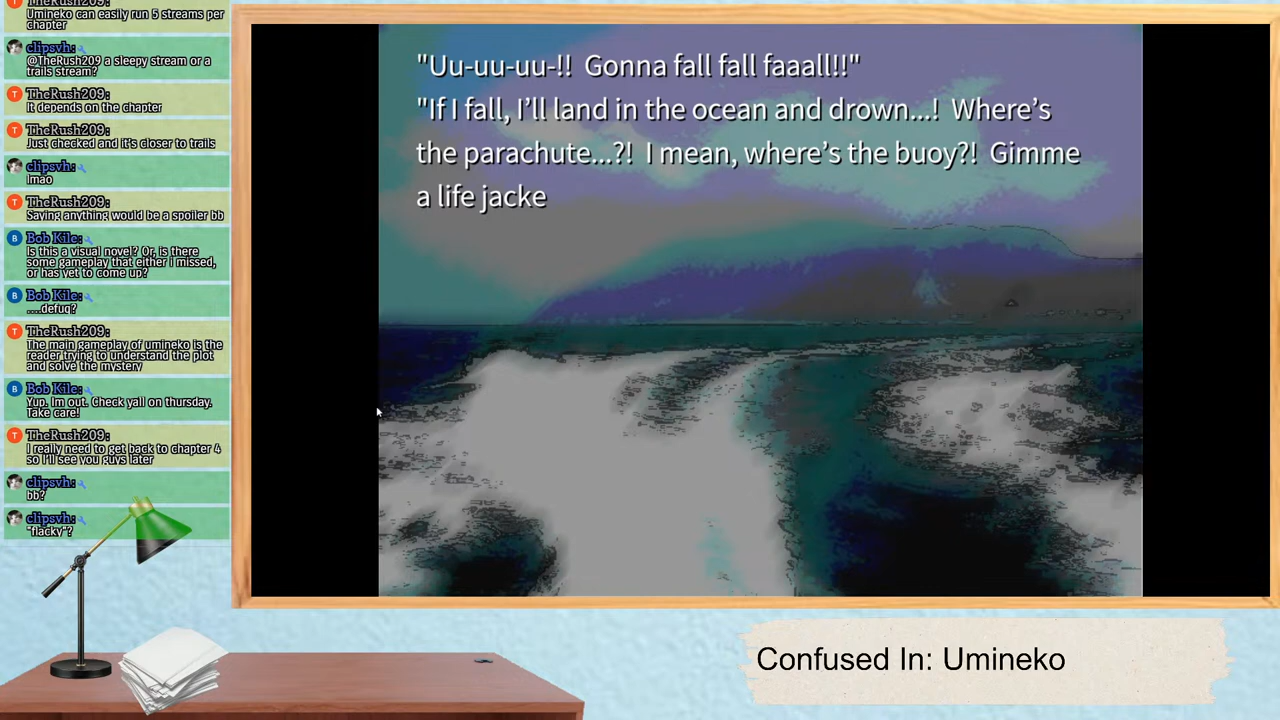 TheRush209:
Umineko can easily run 5 streams per
chapter
clipsvh:
@TheRush209 a sleepy stream or a
trails stream?
TheRush209:
It depends on the chapter
TheRush209:
Just checked and it's closer to trails
clipsvh:
lmao
TheRush209:
Saying anything would be a spoiler bb
Bob Kile:
Is this a visual novel? Or, is there
some gameplay that either i missed,
or has yet to come up?
Bob Kile:
....defuq?
TheRush209:
The main gameplay of umineko is the
reader trying to understand the plot
and solve the mystery
Bob Kile:
Yup. Im out. Check yall on thursday.
Take care!
TheRush209:
I really need to get back to chapter 4
so I'll see you guys later
clipsvh:
bb?
clipsvh:
"flacky"?
"Uu-uu-uu-!! Gonna fall fall faaall!!"
"If I fall, I'll land in the ocean and drown...! Where's
the parachute...?! I mean, where's the buoy?! Gimme
a life jacke
Confused In: Umineko